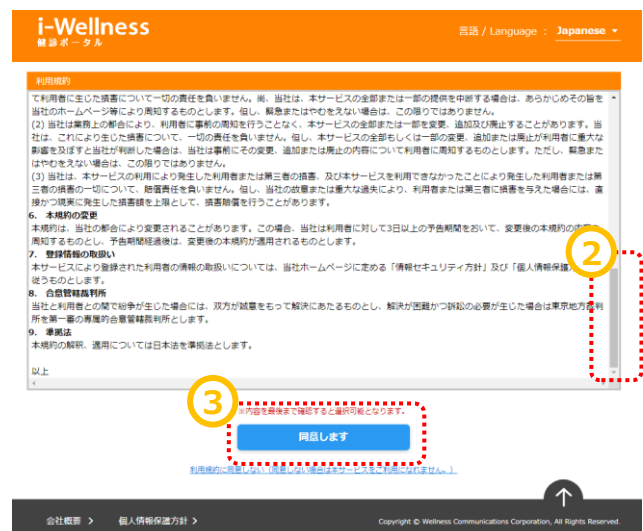 i-Wellness
健診ポータル
言語 / Language : Japanese
利用規約
て利用者に生じた損害について一切の責任を負いません。尚、当社は、本サービスの全部または一部の提供を中断する場合は、あらかじめその旨を
当社のホームページ等により周知するものとします。但し、緊急またはやむをえない場合は、この限りではありません。
(2) 当社は業務上の都合により、利用者に事前の周知を行うことなく、本サービスの全部または一部を変更、追加及び廃止することがあります。当
社は、これにより生じた損害について、一切の責任を負いません。但し、本サービスの全部もしくは一部の変更、追加または廃止が利用者に重大な
影響を及ぼすと当社が判断した場合は、当社は事前にその変更、追加または廃止の内容について利用者に周知するものとします。ただし、緊急また
はやむをえない場合は、この限りではありません。
(3) 当社は、本サービスの利用により発生した利用者または第三者の損害、及び本サービスを利用できなかったことにより発生した利用者または第
三者の損害の一切について、賠償責任を負いません。但し、当社の故意または重大な過失により、利用者または第三者に損害を与えた場合には、直
接かつ現実に発生した損害額を上限として、損害賠償を行うことがあります。
6. 本規約の変更
本規約は、当社の都合により変更されることがあります。この場合、当社は利用者に対して3日以上の予告期間をおいて、変更後の本規約の内容を
周知するものとし、予告期間経過後は、変更後の本規約が適用されるものとします。
7. 登録情報の取扱い
本サービスにより登録された利用者の情報の取扱いについては、当社ホームページに定める「情報セキュリティ方針」及び「個人情報保護
従うものとします。
8. 合意管轄裁判所
当社と利用者との間で紛争が生じた場合には、双方が誠意をもって解決にあたるものとし、解決が困難かつ訴訟の必要が生じた場合は東京地方裁判
所を第一審の専属的合意管轄裁判所とします。
9. 準拠法
本規約の解釈、適用については日本法を準拠法とします。
以上
②
③
※内容を最後まで確認すると選択可能となります。
同意します
利用規約に同意しない（同意しない場合は本サービスをご利用になれません。）
会社概要 > 個人情報保護方針 >
Copyright © Wellness Communications Corporation, All Rights Reserved.